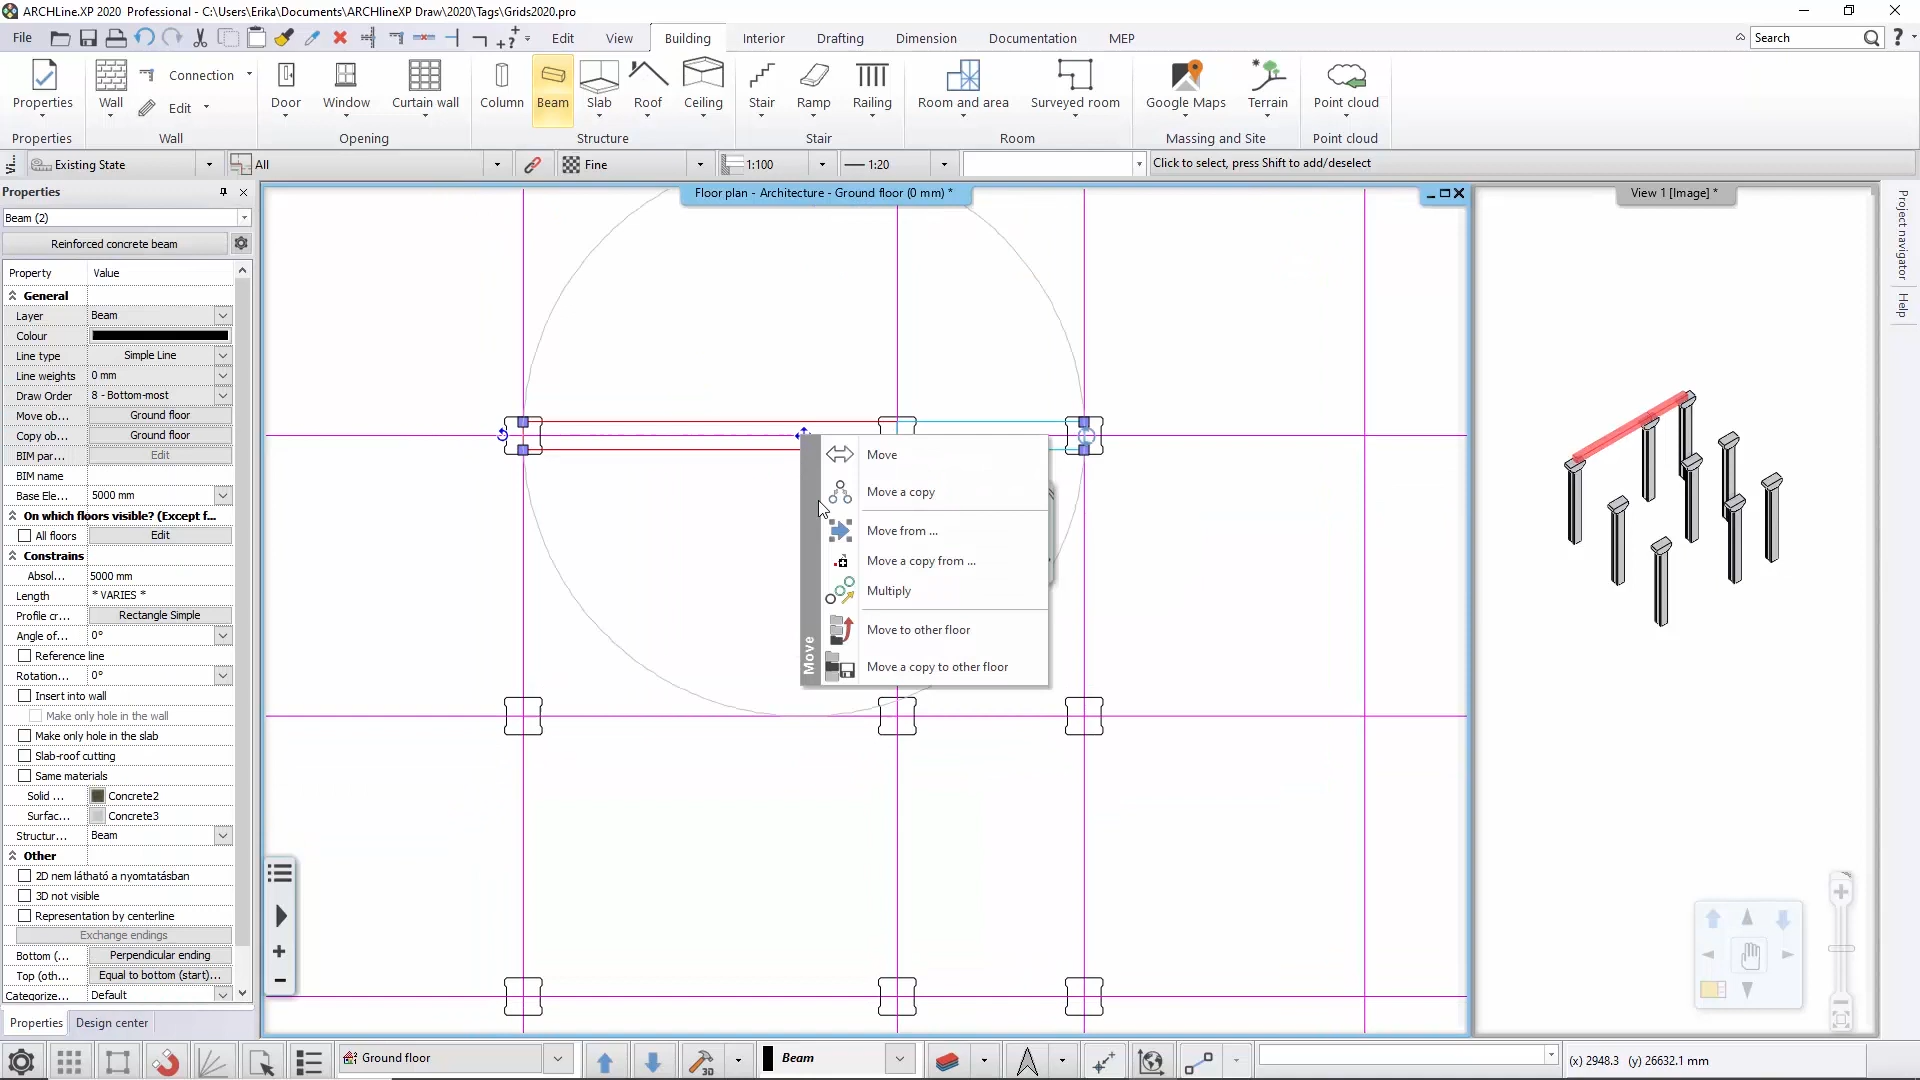 ARCHLine.XP 2020  Professional - C:\Users\Erika\Documents\ARCHlineXP Draw\2020\Tags\Grids2020.pro
File Edit View Building Interior Drafting Dimension Documentation MEP Search
Properties Wall Connection Edit Door Window Curtain wall Column Beam Slab Roof Ceiling Stair Ramp Railing Room and area Surveyed room Google Maps Terrain Point cloud
Properties Wall Opening Structure Stair Room Massing and Site Point cloud
Existing State All Fine 1:100 1:20 Click to select, press Shift to add/deselect
Properties
Floor plan - Architecture - Ground floor (0 mm) *
View 1 [Image] *
Project navigator
Help
Beam (2)
Reinforced concrete beam
Property Value
General
Layer Beam
Colour
Line type Simple Line
Line weights 0 mm
Draw Order 8 - Bottom-most
Move ob... Ground floor
Copy ob... Ground floor
BIM par... Edit
BIM name
Base Ele... 5000 mm
On which floors visible? (Except f...
All floors Edit
Constrains
Absol... 5000 mm
Length * VARIES *
Profile cr... Rectangle Simple
Angle of... 0°
Reference line
Rotation... 0°
Insert into wall
Make only hole in the wall
Make only hole in the slab
Slab-roof cutting
Same materials
Solid ... Concrete2
Surfac... Concrete3
Structur... Beam
Other
2D nem látható a nyomtatásban
3D not visible
Representation by centerline
Exchange endings
Bottom (... Perpendicular ending
Top (oth... Equal to bottom (start)...
Categorize... Default
Properties Design center
Move
Move
Move a copy
Move from ...
Move a copy from ...
Multiply
Move to other floor
Move a copy to other floor
Ground floor 3D Beam (x) 2948.3 (y) 26632.1 mm